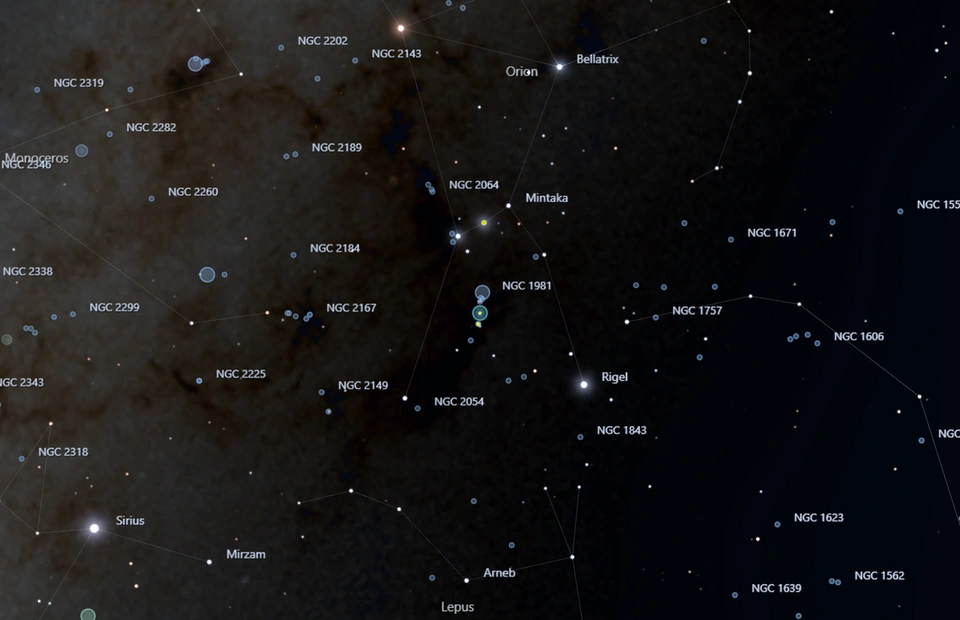 NGC 2202
NGC 2143
Bellatrix
Orion
NGC 2319
NGC 2282
NGC 2189
Monoceros
NGC 2346
NGC 2260
NGC 2064
Mintaka
NGC 155
NGC 1671
NGC 2184
NGC 2338
NGC 1981
NGC 2299
NGC 2167
NGC 1757
NGC 1606
NGC 2225
Rigel
NGC 2343
NGC 2149
NGC 2054
NGC 1843
NGC
NGC 2318
NGC 1623
Sirius
Mirzam
Arneb
NGC 1562
NGC 1639
Lepus